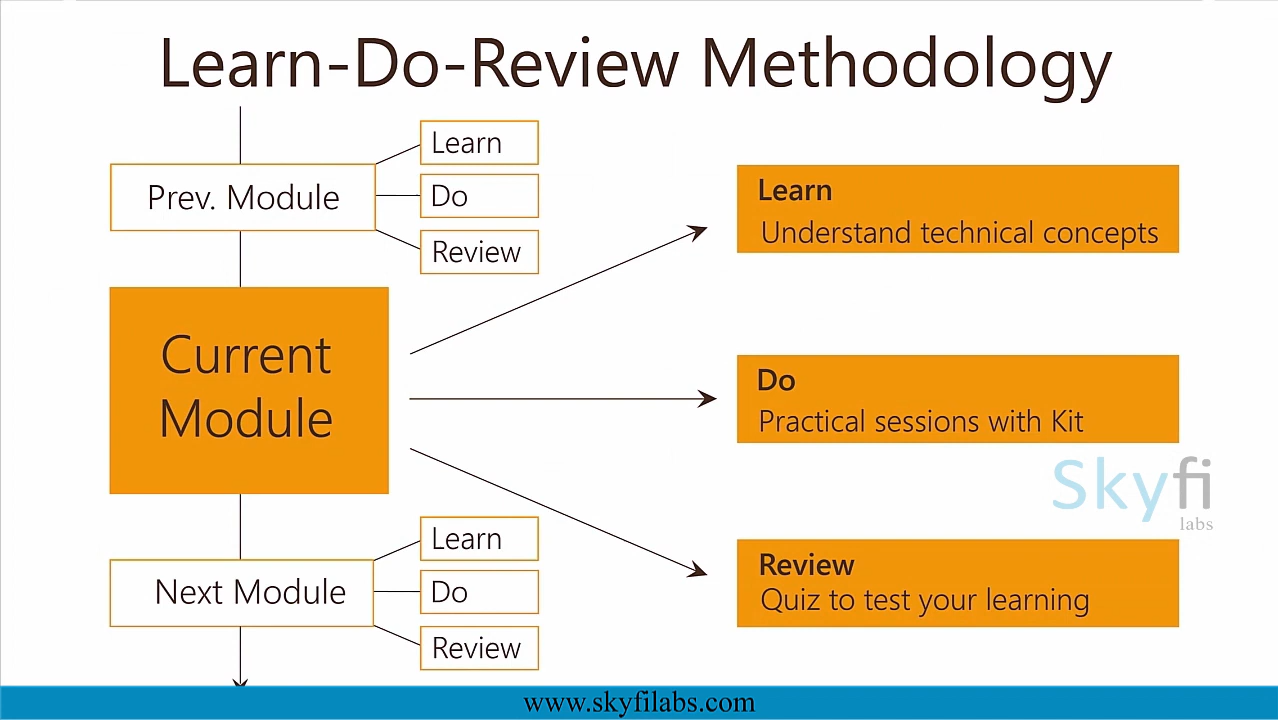 Learn-Do-Review Methodology
Prev. Module
Learn
Do
Review
Current
Module
Next Module
Learn
Do
Review
Learn
Understand technical concepts
Do
Practical sessions with Kit
Review
Quiz to test your learning
Skyfi
labs
www.skyfilabs.com